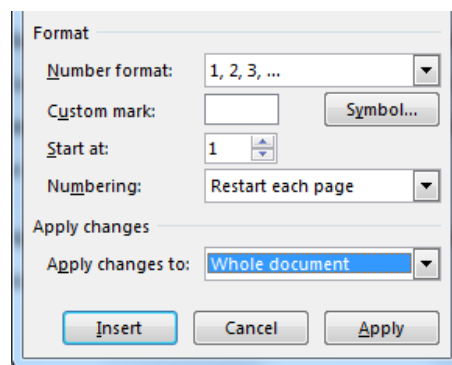 Format
Number format: 1, 2, 3, ...
Custom mark: Symbol...
Start at: 1
Numbering: Restart each page
Apply changes
Apply changes to: Whole document
Insert Cancel Apply